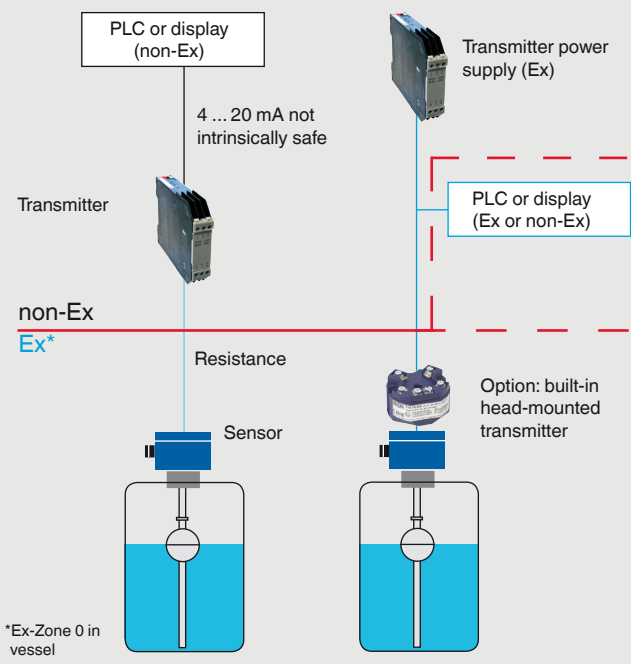 PLC or display
(non-Ex)
Transmitter power
supply (Ex)
4 ... 20 mA not
intrinsically safe
Transmitter
PLC or display
(Ex or non-Ex)
non-Ex
Ex*
Resistance
Option: built-in
head-mounted
transmitter
Sensor
*Ex-Zone 0 in
vessel